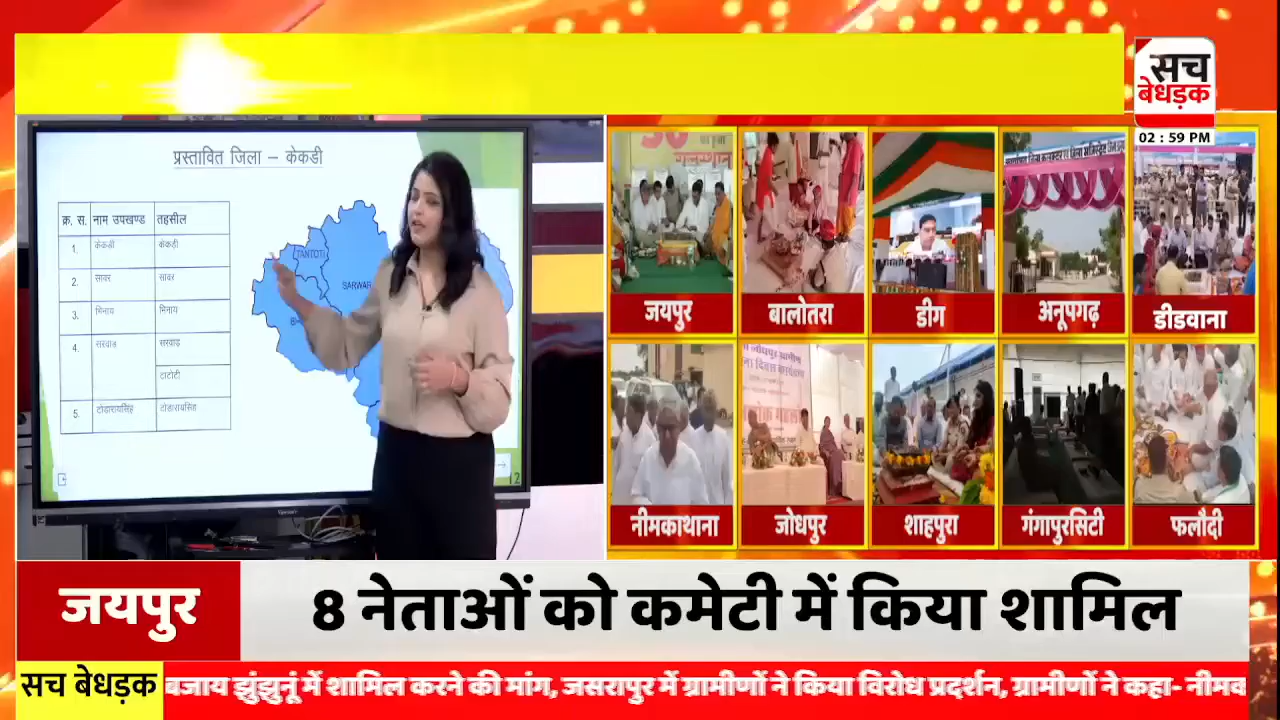 सच
बेधड़क
02 : 59 PM
प्रस्तावित जिला – केकडी
क्र. स. नाम उपखण्ड तहसील
1. केकडी केकड़ी
2. सावर सावर
3. भिनाय भिनाय
4. सरवाड़ सरवाड़
टाटोटी
5. टोडारायसिंह टोडारायसिंह
TANTOTI
SARWAR
12
राजस्थान
जयपुर
बालोतरा
डीग
अनूपगढ़
डीडवाना
नीमकाथाना
जोधपुर
शाहपुरा
गंगापुरसिटी
फलौदी
जयपुर
8 नेताओं को कमेटी में किया शामिल
सच बेधड़क
बजाय झुंझुनूं में शामिल करने की मांग, जसरापुर में ग्रामीणों ने किया विरोध प्रदर्शन, ग्रामीणों ने कहा- नीमक